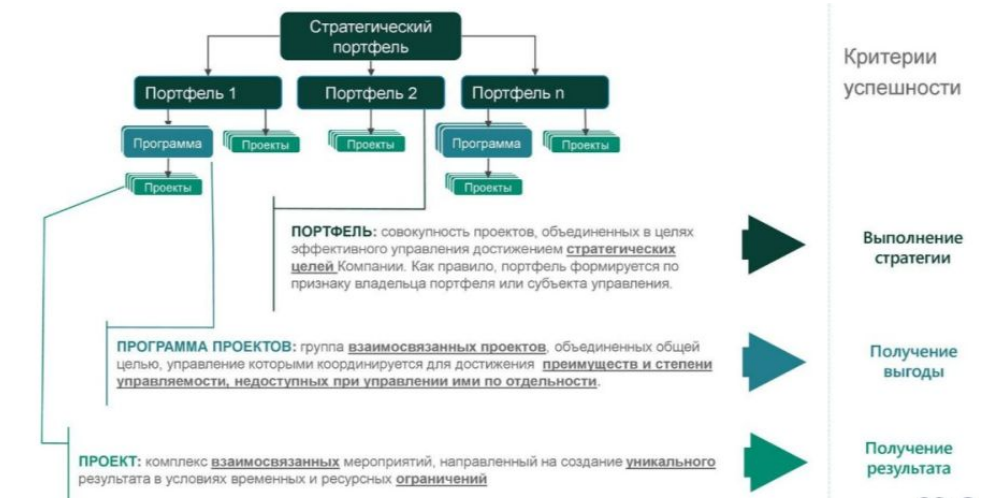 Стратегический
портфель
Критерии
успешности
Портфель 1
Портфель 2
Портфель n
Программа
Проекты
Проекты
Программа
Проекты
Проекты
Проекты
ПОРТФЕЛЬ: совокупность проектов, объединенных в целях
эффективного управления достижением стратегических
целей Компании. Как правило, портфель формируется по
признаку владельца портфеля или субъекта управления.
Выполнение
стратегии
ПРОГРАММА ПРОЕКТОВ: группа взаимосвязанных проектов, объединенных общей
целью, управление которыми координируется для достижения преимуществ и степени
управляемости, недоступных при управлении ими по отдельности.
Получение
выгоды
ПРОЕКТ: комплекс взаимосвязанных мероприятий, направленный на создание уникального
результата в условиях временных и ресурсных ограничений
Получение
результата